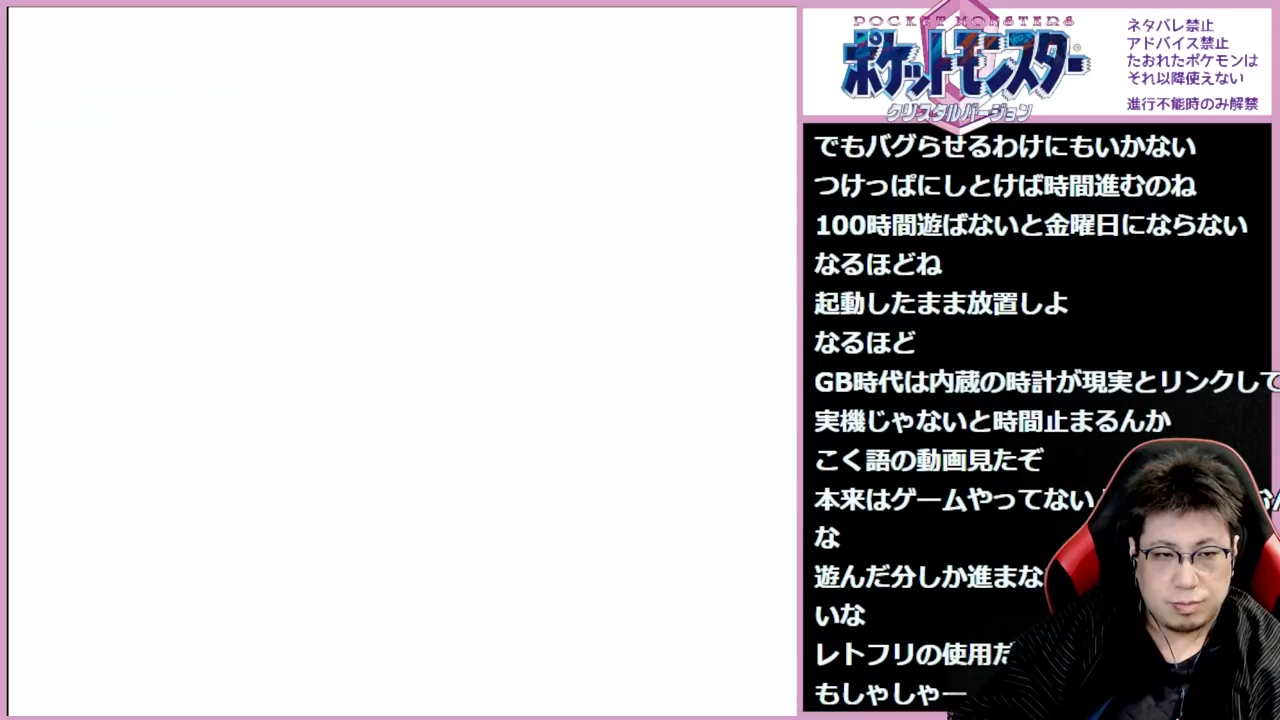 POCKET MONSTERS
ポケットモンスター
クリスタルバージョン
ネタバレ禁止
アドバイス禁止
たおれたポケモンは
それ以降使えない
進行不能時のみ解禁
でもバグらせるわけにもいかない
つけっぱにしとけば時間進むのね
100時間遊ばないと金曜日にならない
なるほどね
起動したまま放置しよ
なるほど
GB時代は内蔵の時計が現実とリンクして
実機じゃないと時間止まるんか
こく語の動画見たぞ
本来はゲームやってない
な
遊んだ分しか進まな
いな
レトフリの使用だ
もしゃしゃー